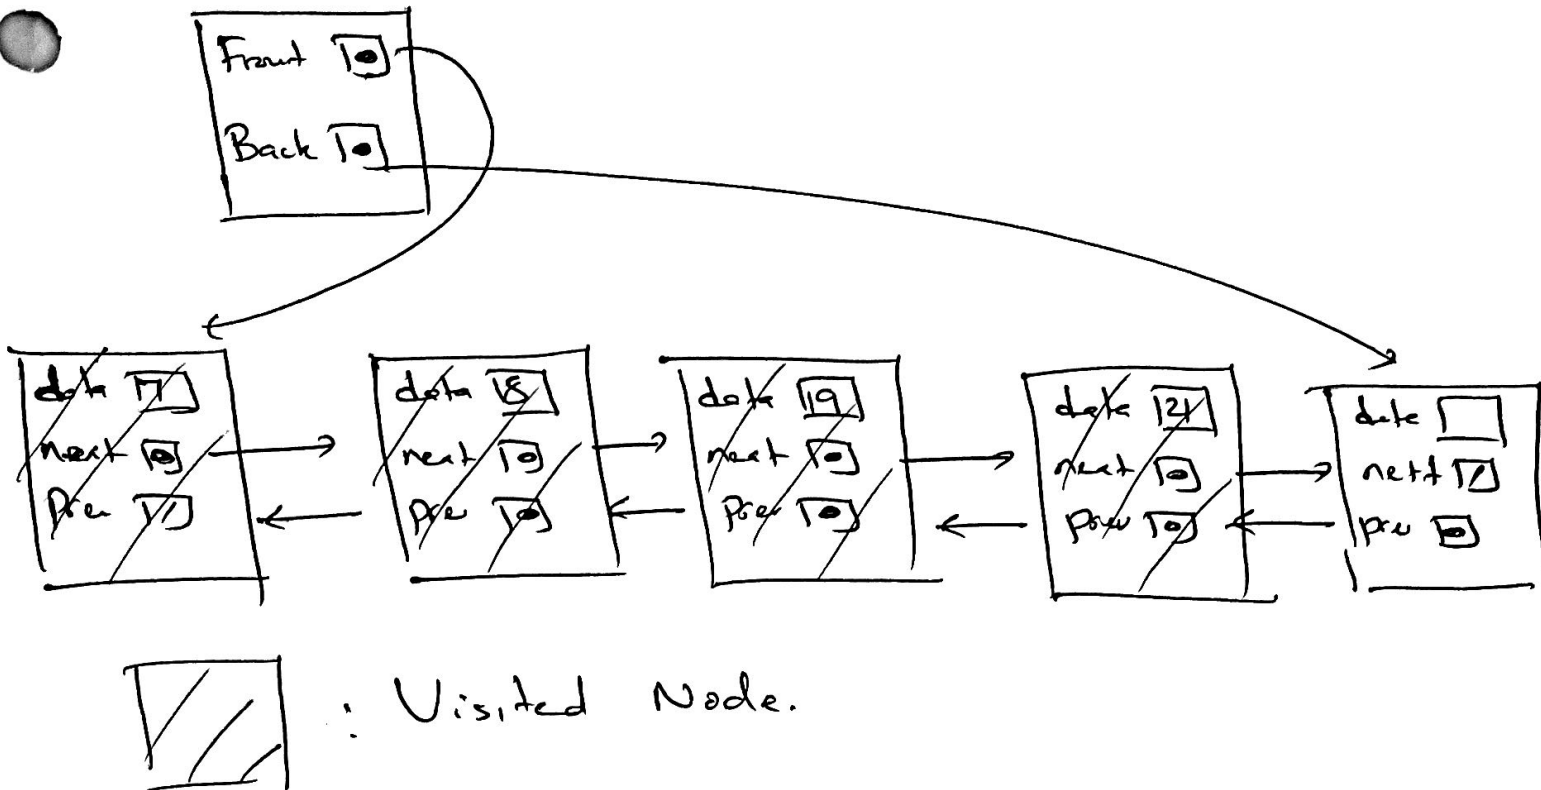 Front
Back
data 17
next
prev
data 18
next
prev
data 19
next
prev
data 21
next
prev
data
next
prev
: Visited Node.